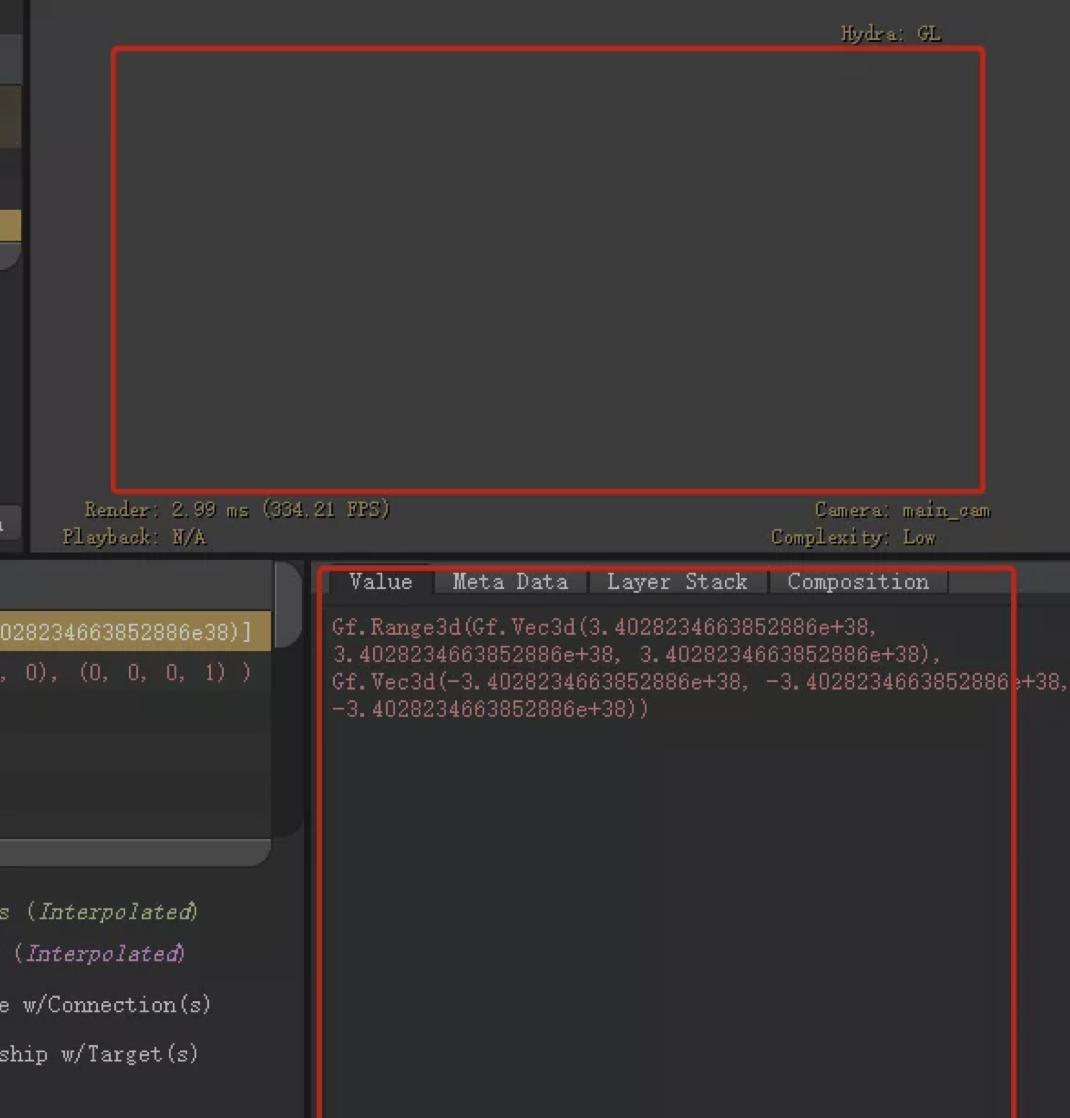 Hydra: GL
Render: 2.99 ms (334.21 FPS)
Playback: N/A
Camera: main_cam
Complexity: Low
Value
Meta Data
Layer Stack
Composition
028234663852886e38)]
, 0), (0, 0, 0, 1) )
Gf.Range3d(Gf.Vec3d(3.4028234663852886e+38,
3.4028234663852886e+38, 3.4028234663852886e+38),
Gf.Vec3d(-3.4028234663852886e+38, -3.4028234663852886e+38,
-3.4028234663852886e+38))
s (Interpolated)
(Interpolated)
e w/Connection(s)
ship w/Target(s)